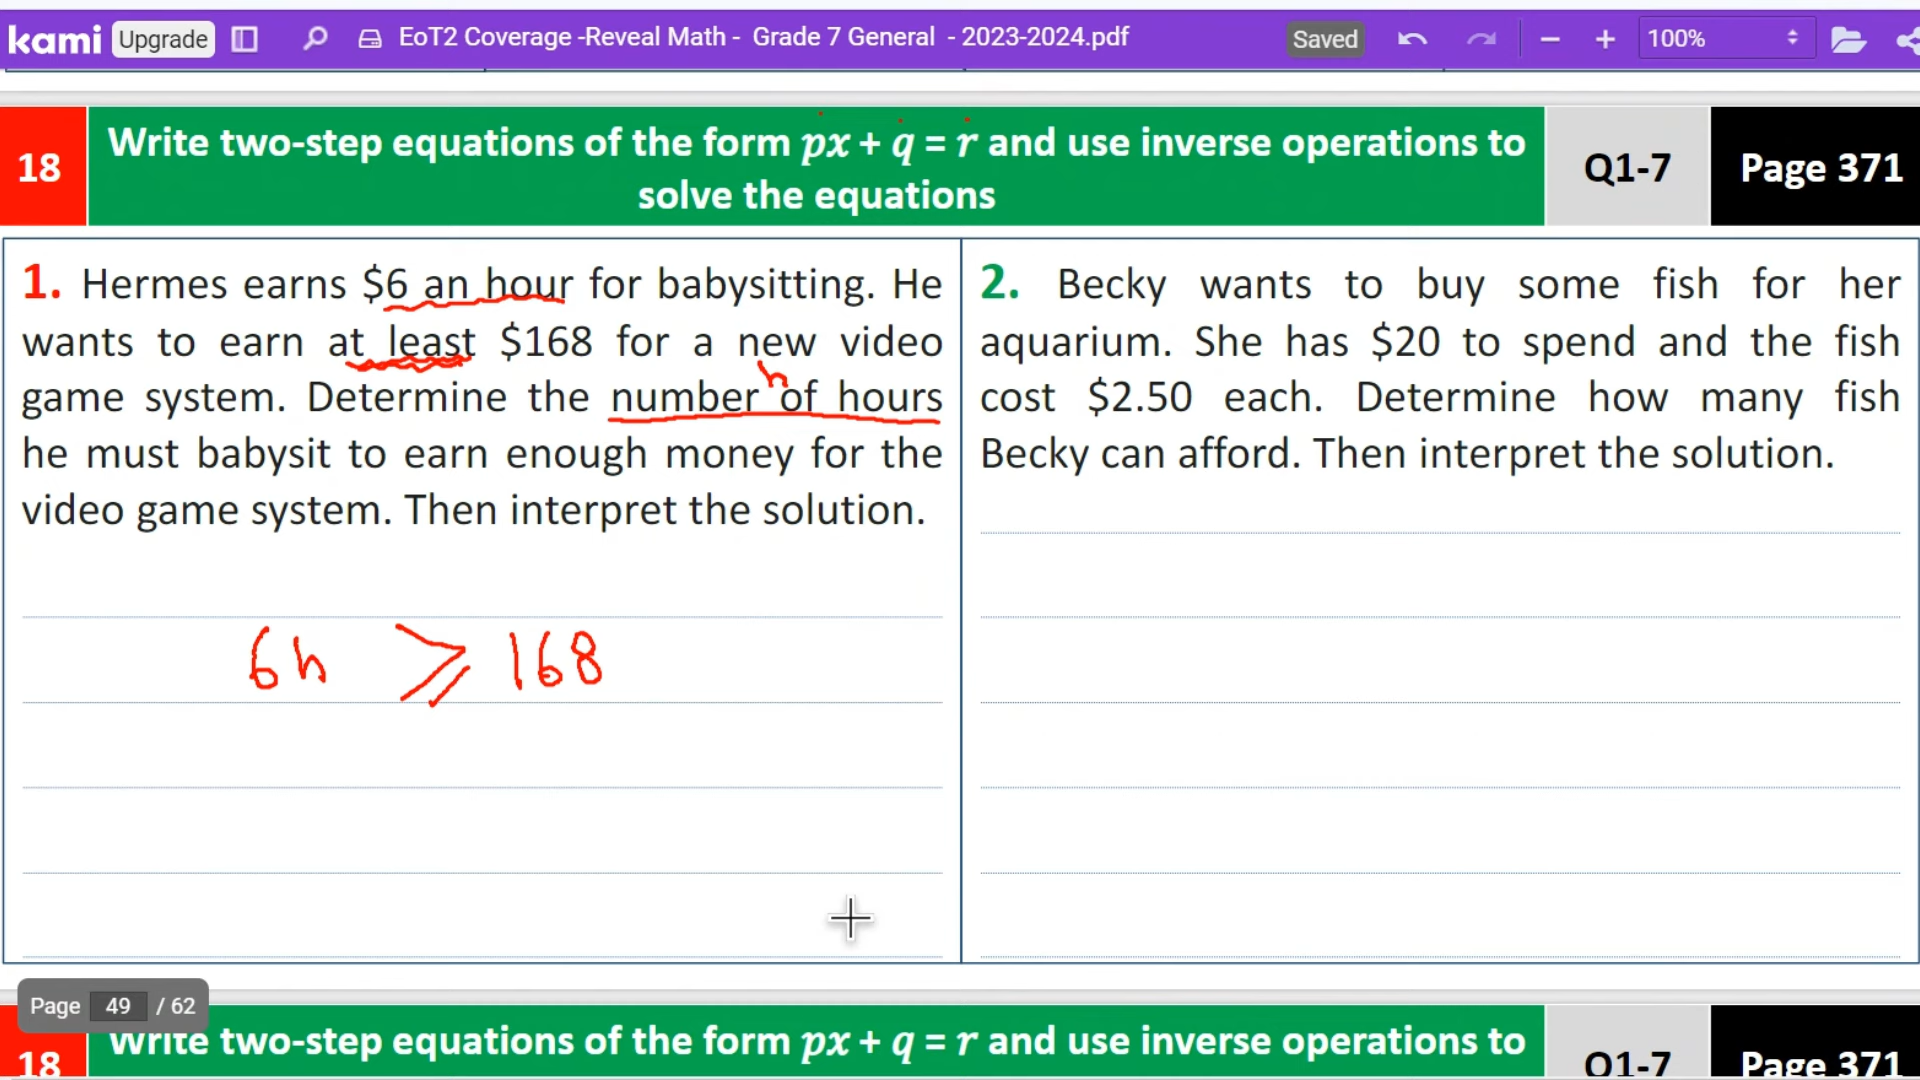 kami Upgrade EoT2 Coverage -Reveal Math - Grade 7 General - 2023-2024.pdf Saved 100%
18 Write two-step equations of the form px + q = r and use inverse operations to solve the equations Q1-7 Page 371
1. Hermes earns $6 an hour for babysitting. He
wants to earn at least $168 for a new video
h
game system. Determine the number of hours
he must babysit to earn enough money for the
video game system. Then interpret the solution.
6h ≥ 168
2. Becky wants to buy some fish for her
aquarium. She has $20 to spend and the fish
cost $2.50 each. Determine how many fish
Becky can afford. Then interpret the solution.
Page 49 / 62
18 Write two-step equations of the form px + q = r and use inverse operations to Q1-7 Page 371